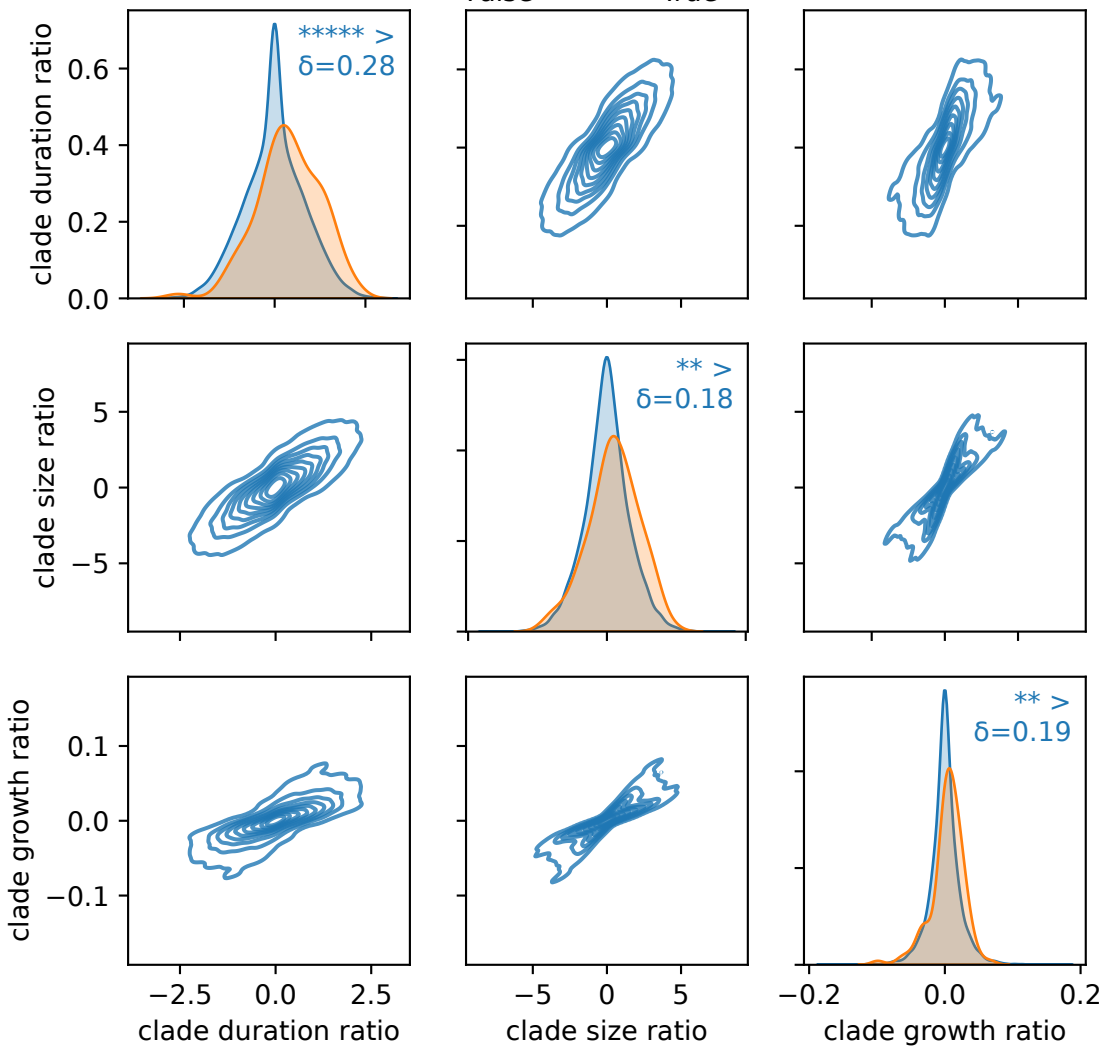 clade duration ratio
0.6
0.4
0.2
0.0
***** >
δ=0.28
clade size ratio
5
0
−5
** >
δ=0.18
clade growth ratio
0.1
0.0
−0.1
** >
δ=0.19
−2.5 0.0 2.5
−5 0 5
−0.2 0.0 0.2
clade duration ratio
clade size ratio
clade growth ratio